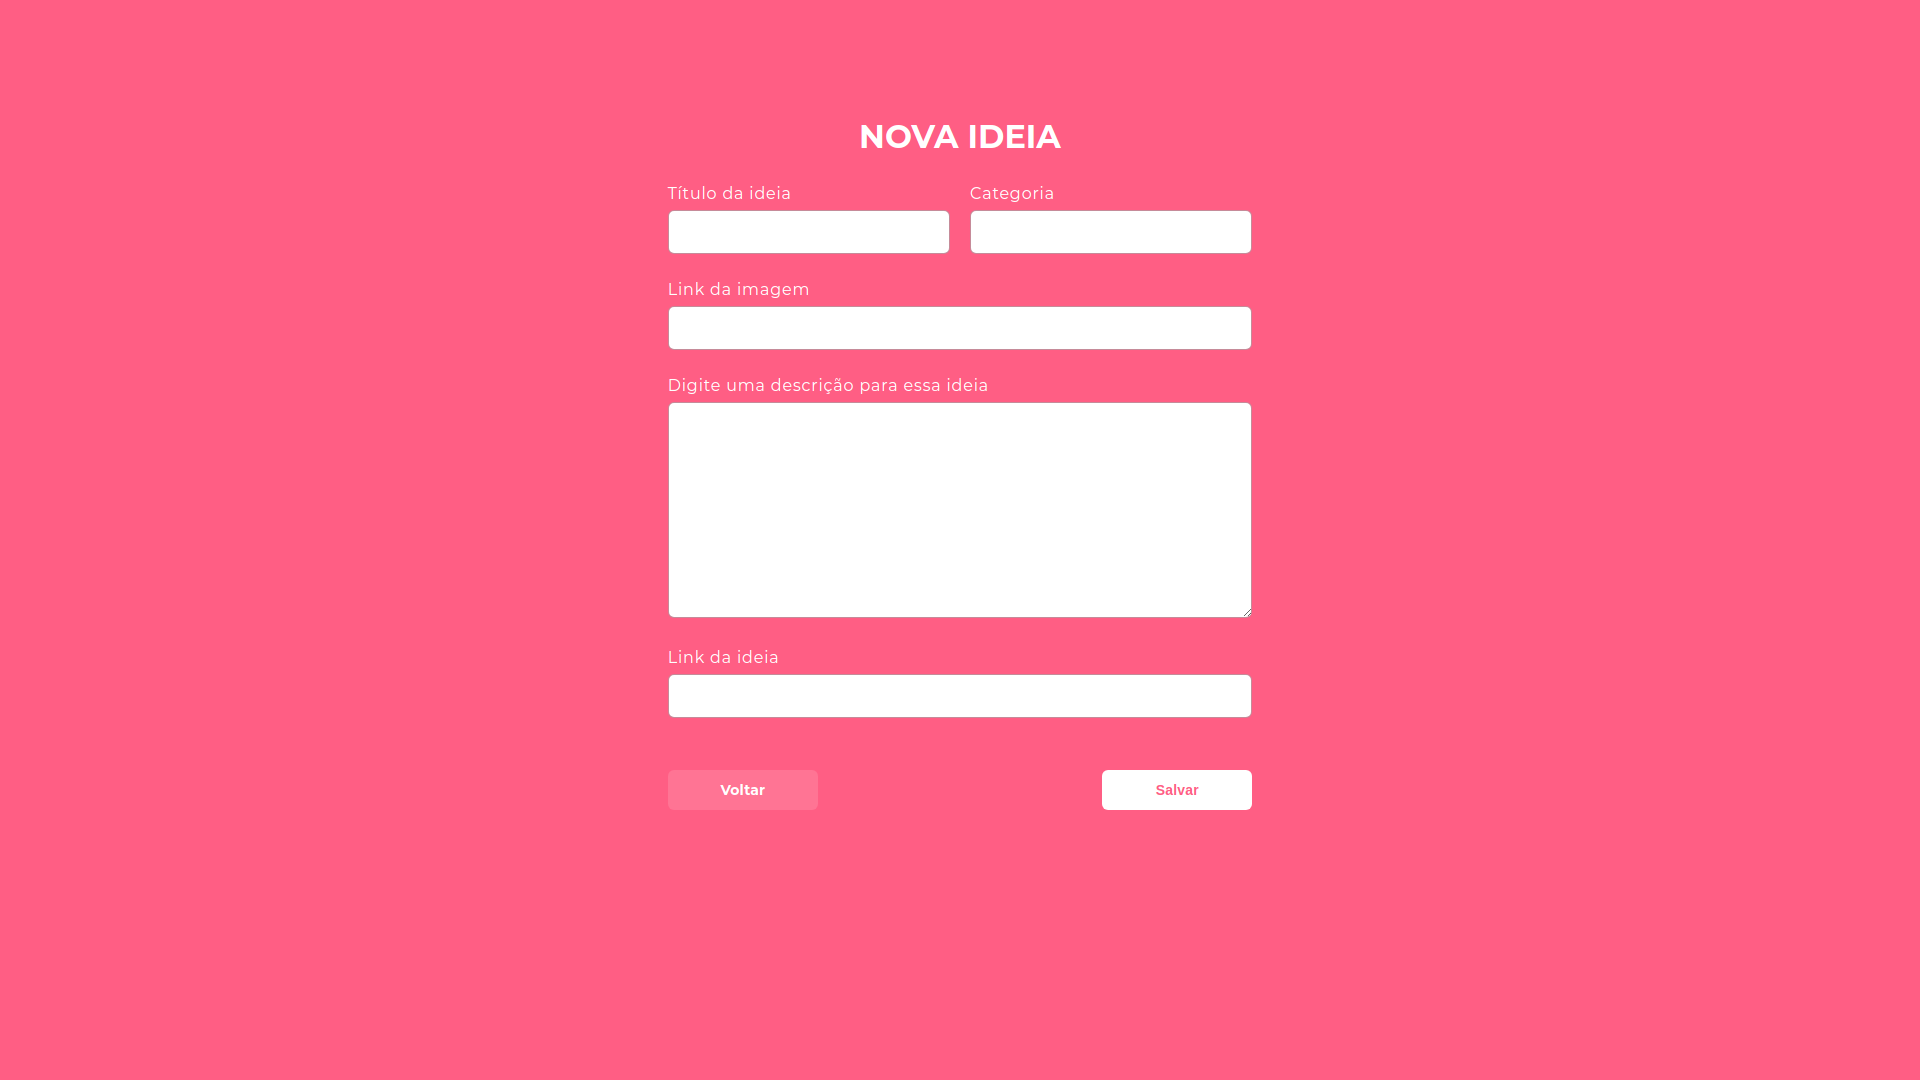 NOVA IDEIA
Título da ideia
Categoria
Link da imagem
Digite uma descrição para essa ideia
Link da ideia
Voltar
Salvar